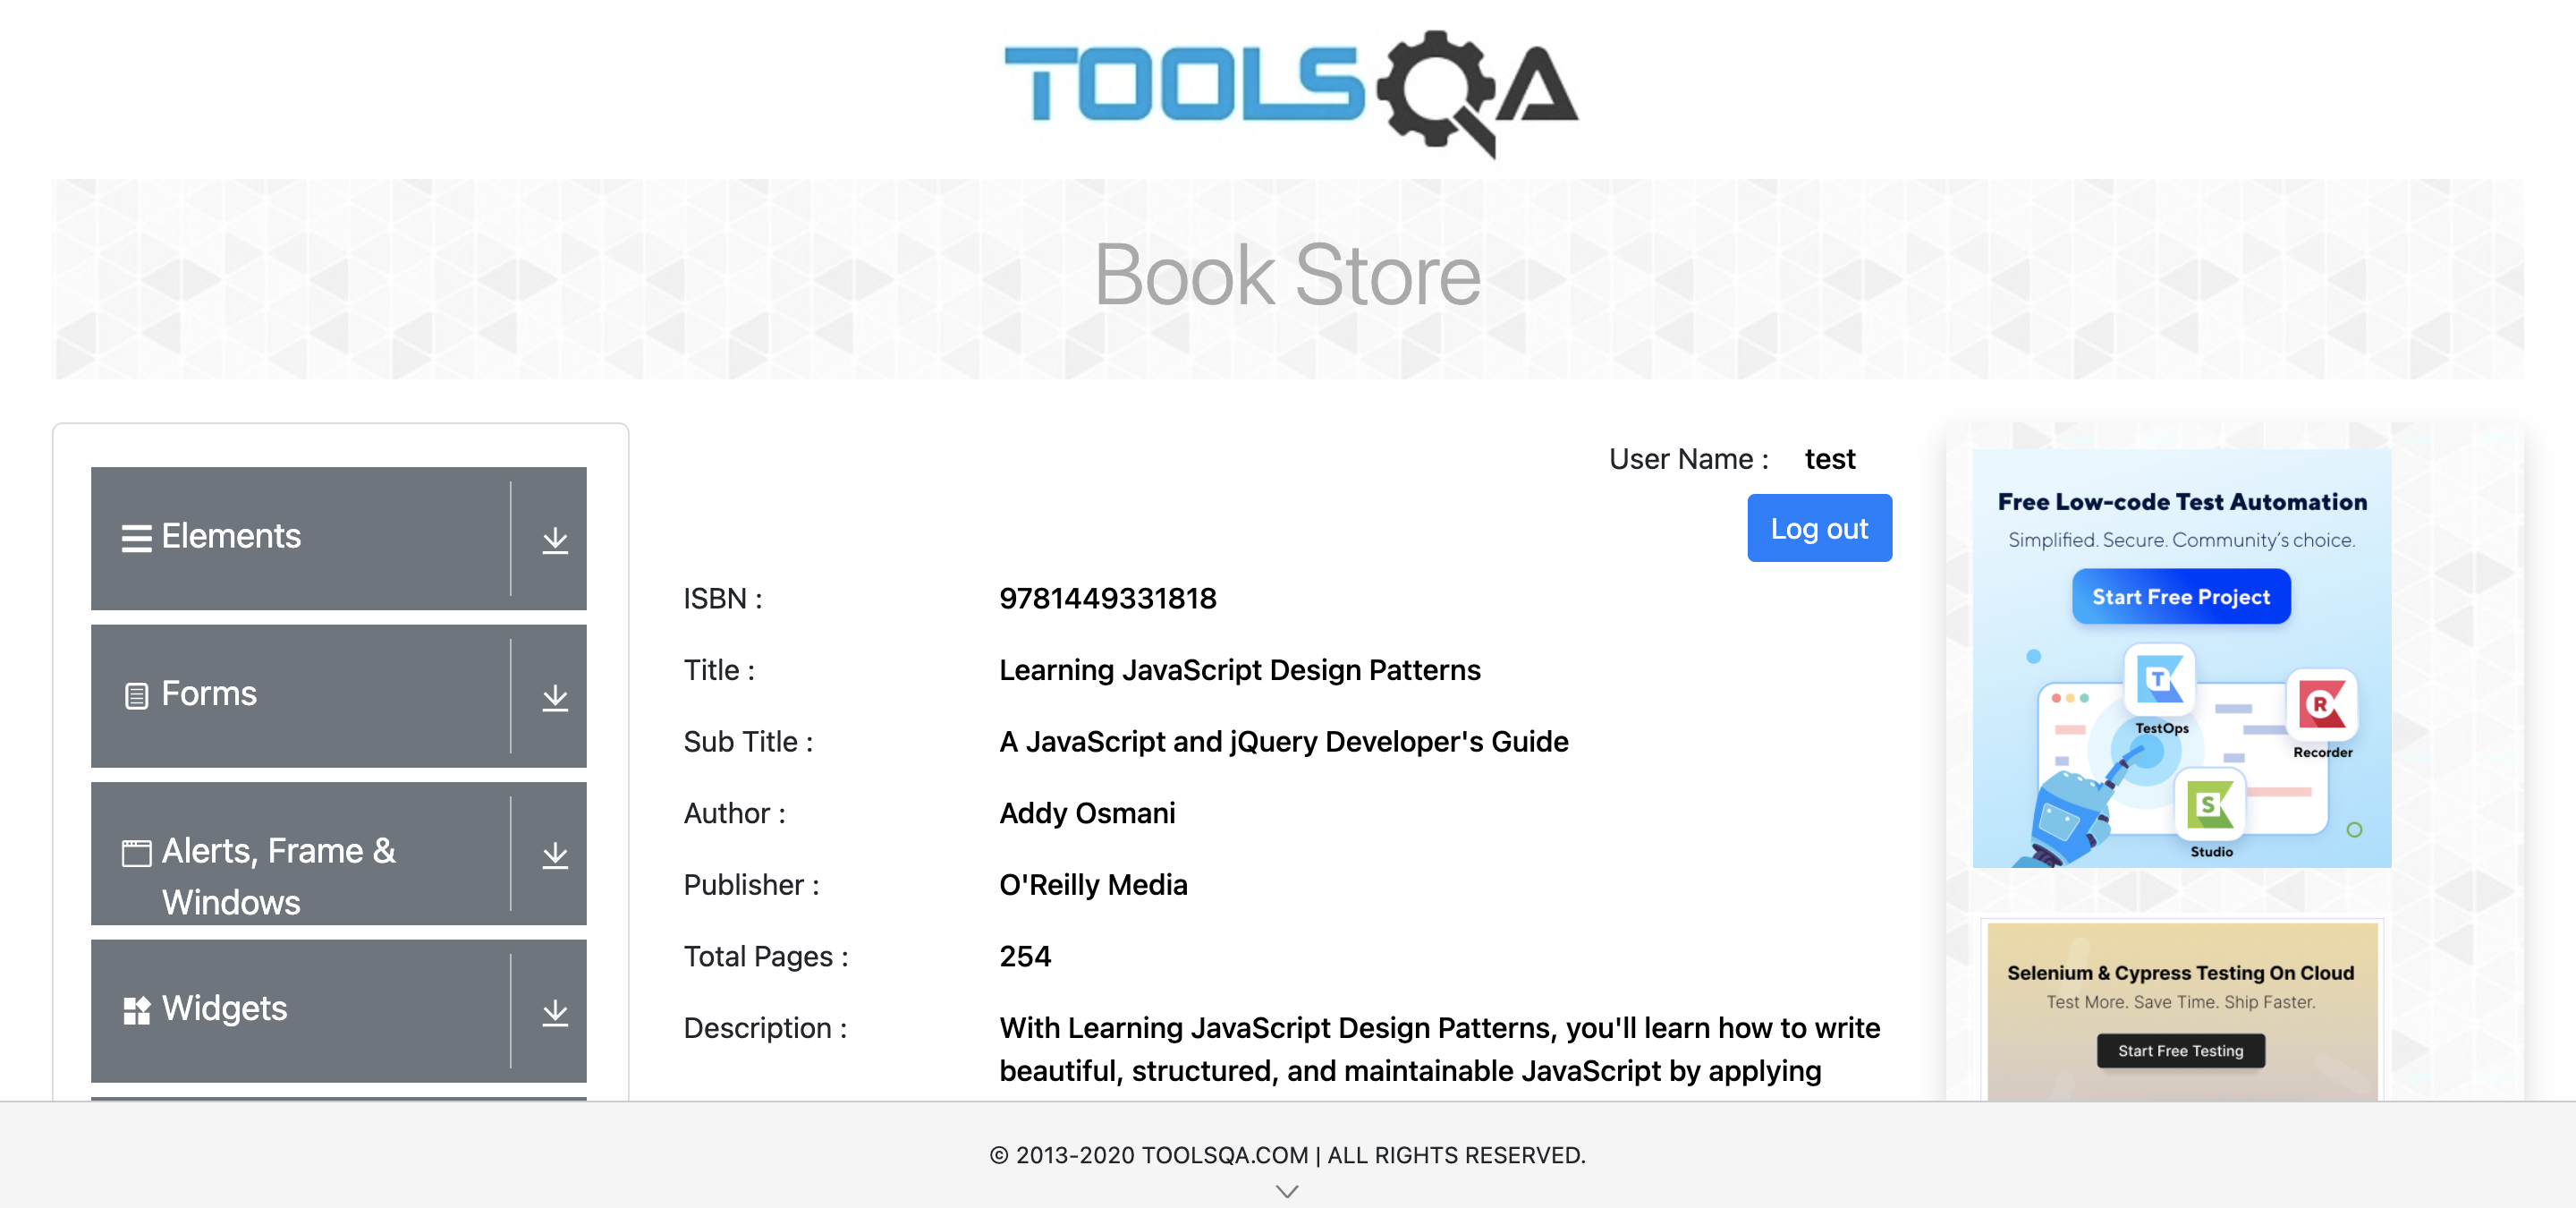 TOOLSQA
Book Store
Elements
Forms
Alerts, Frame &
Windows
Widgets
User Name : test
Log out
ISBN : 9781449331818
Title : Learning JavaScript Design Patterns
Sub Title : A JavaScript and jQuery Developer's Guide
Author : Addy Osmani
Publisher : O'Reilly Media
Total Pages : 254
Description : With Learning JavaScript Design Patterns, you'll learn how to write
beautiful, structured, and maintainable JavaScript by applying
Free Low-code Test Automation
Simplified. Secure. Community's choice.
Start Free Project
T
TestOps
R
Recorder
S
Studio
Selenium & Cypress Testing On Cloud
Test More. Save Time. Ship Faster.
Start Free Testing
© 2013-2020 TOOLSQA.COM | ALL RIGHTS RESERVED.